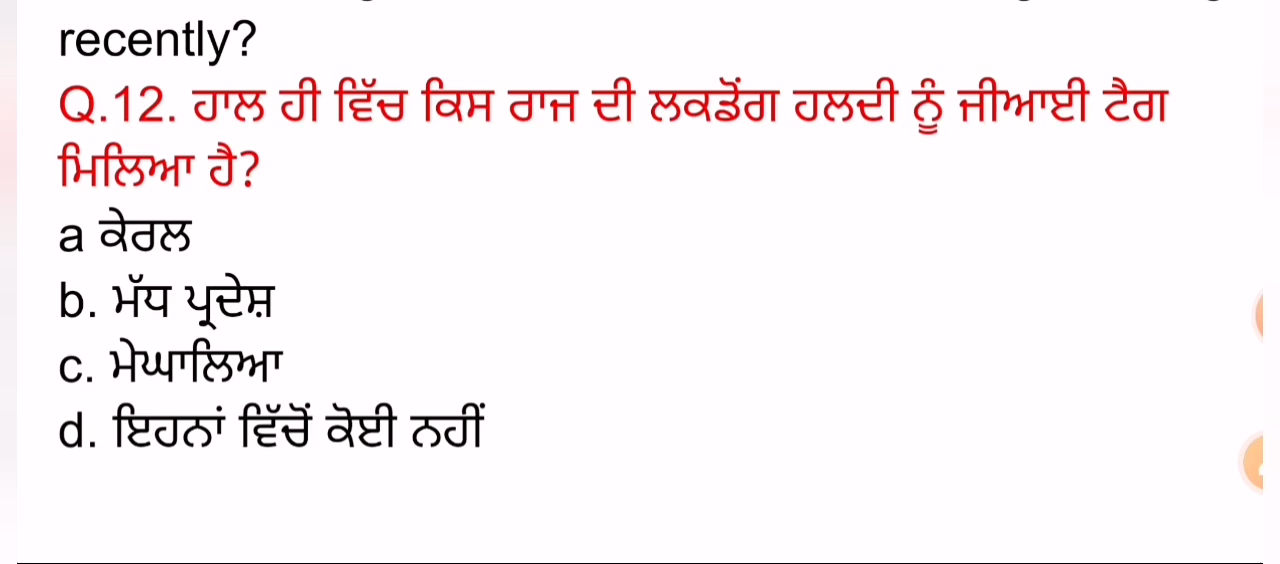 recently?
Q.12. ਹਾਲ ਹੀ ਵਿੱਚ ਕਿਸ ਰਾਜ ਦੀ ਲਕਡੋਂਗ ਹਲਦੀ ਨੂੰ ਜੀਆਈ ਟੈਗ
ਮਿਲਿਆ ਹੈ?
a ਕੇਰਲ
b. ਮੱਧ ਪ੍ਰਦੇਸ਼
c. ਮੇਘਾਲਿਆ
d. ਇਹਨਾਂ ਵਿੱਚੋਂ ਕੋਈ ਨਹੀਂ